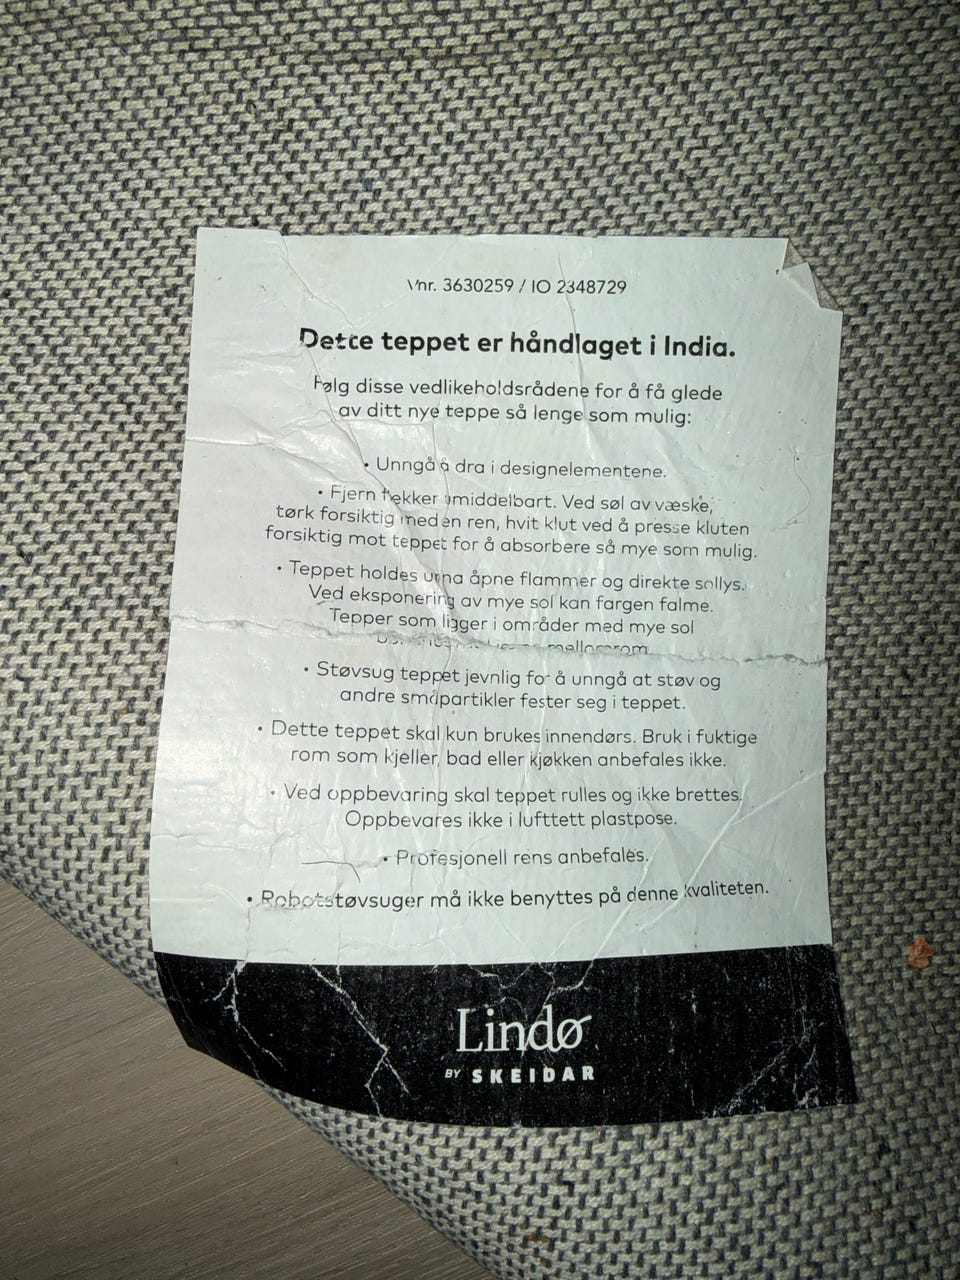 Vnr. 3630259 / IO 2348729
Dette teppet er håndlaget i India.
Følg disse vedlikeholdsrådene for å få glede
av ditt nye teppe så lenge som mulig:
• Unngå å dra i designelementene.
• Fjern flekker umiddelbart. Ved søl av væske,
tørk forsiktig med en ren, hvit klut ved å presse kluten
forsiktig mot teppet for å absorbere så mye som mulig.
• Teppet holdes unna åpne flammer og direkte sollys.
Ved eksponering av mye sol kan fargen falme.
Tepper som ligger i områder med mye sol
mellomrom.
• Støvsug teppet jevnlig for å unngå at støv og
andre småpartikler fester seg i teppet.
• Dette teppet skal kun brukes innendørs. Bruk i fuktige
rom som kjeller, bad eller kjøkken anbefales ikke.
• Ved oppbevaring skal teppet rulles og ikke brettes.
Oppbevares ikke i lufttett plastpose.
• Profesjonell rens anbefales.
• Robotstøvsuger må ikke benyttes på denne kvaliteten.
Lindø
BY SKEIDAR